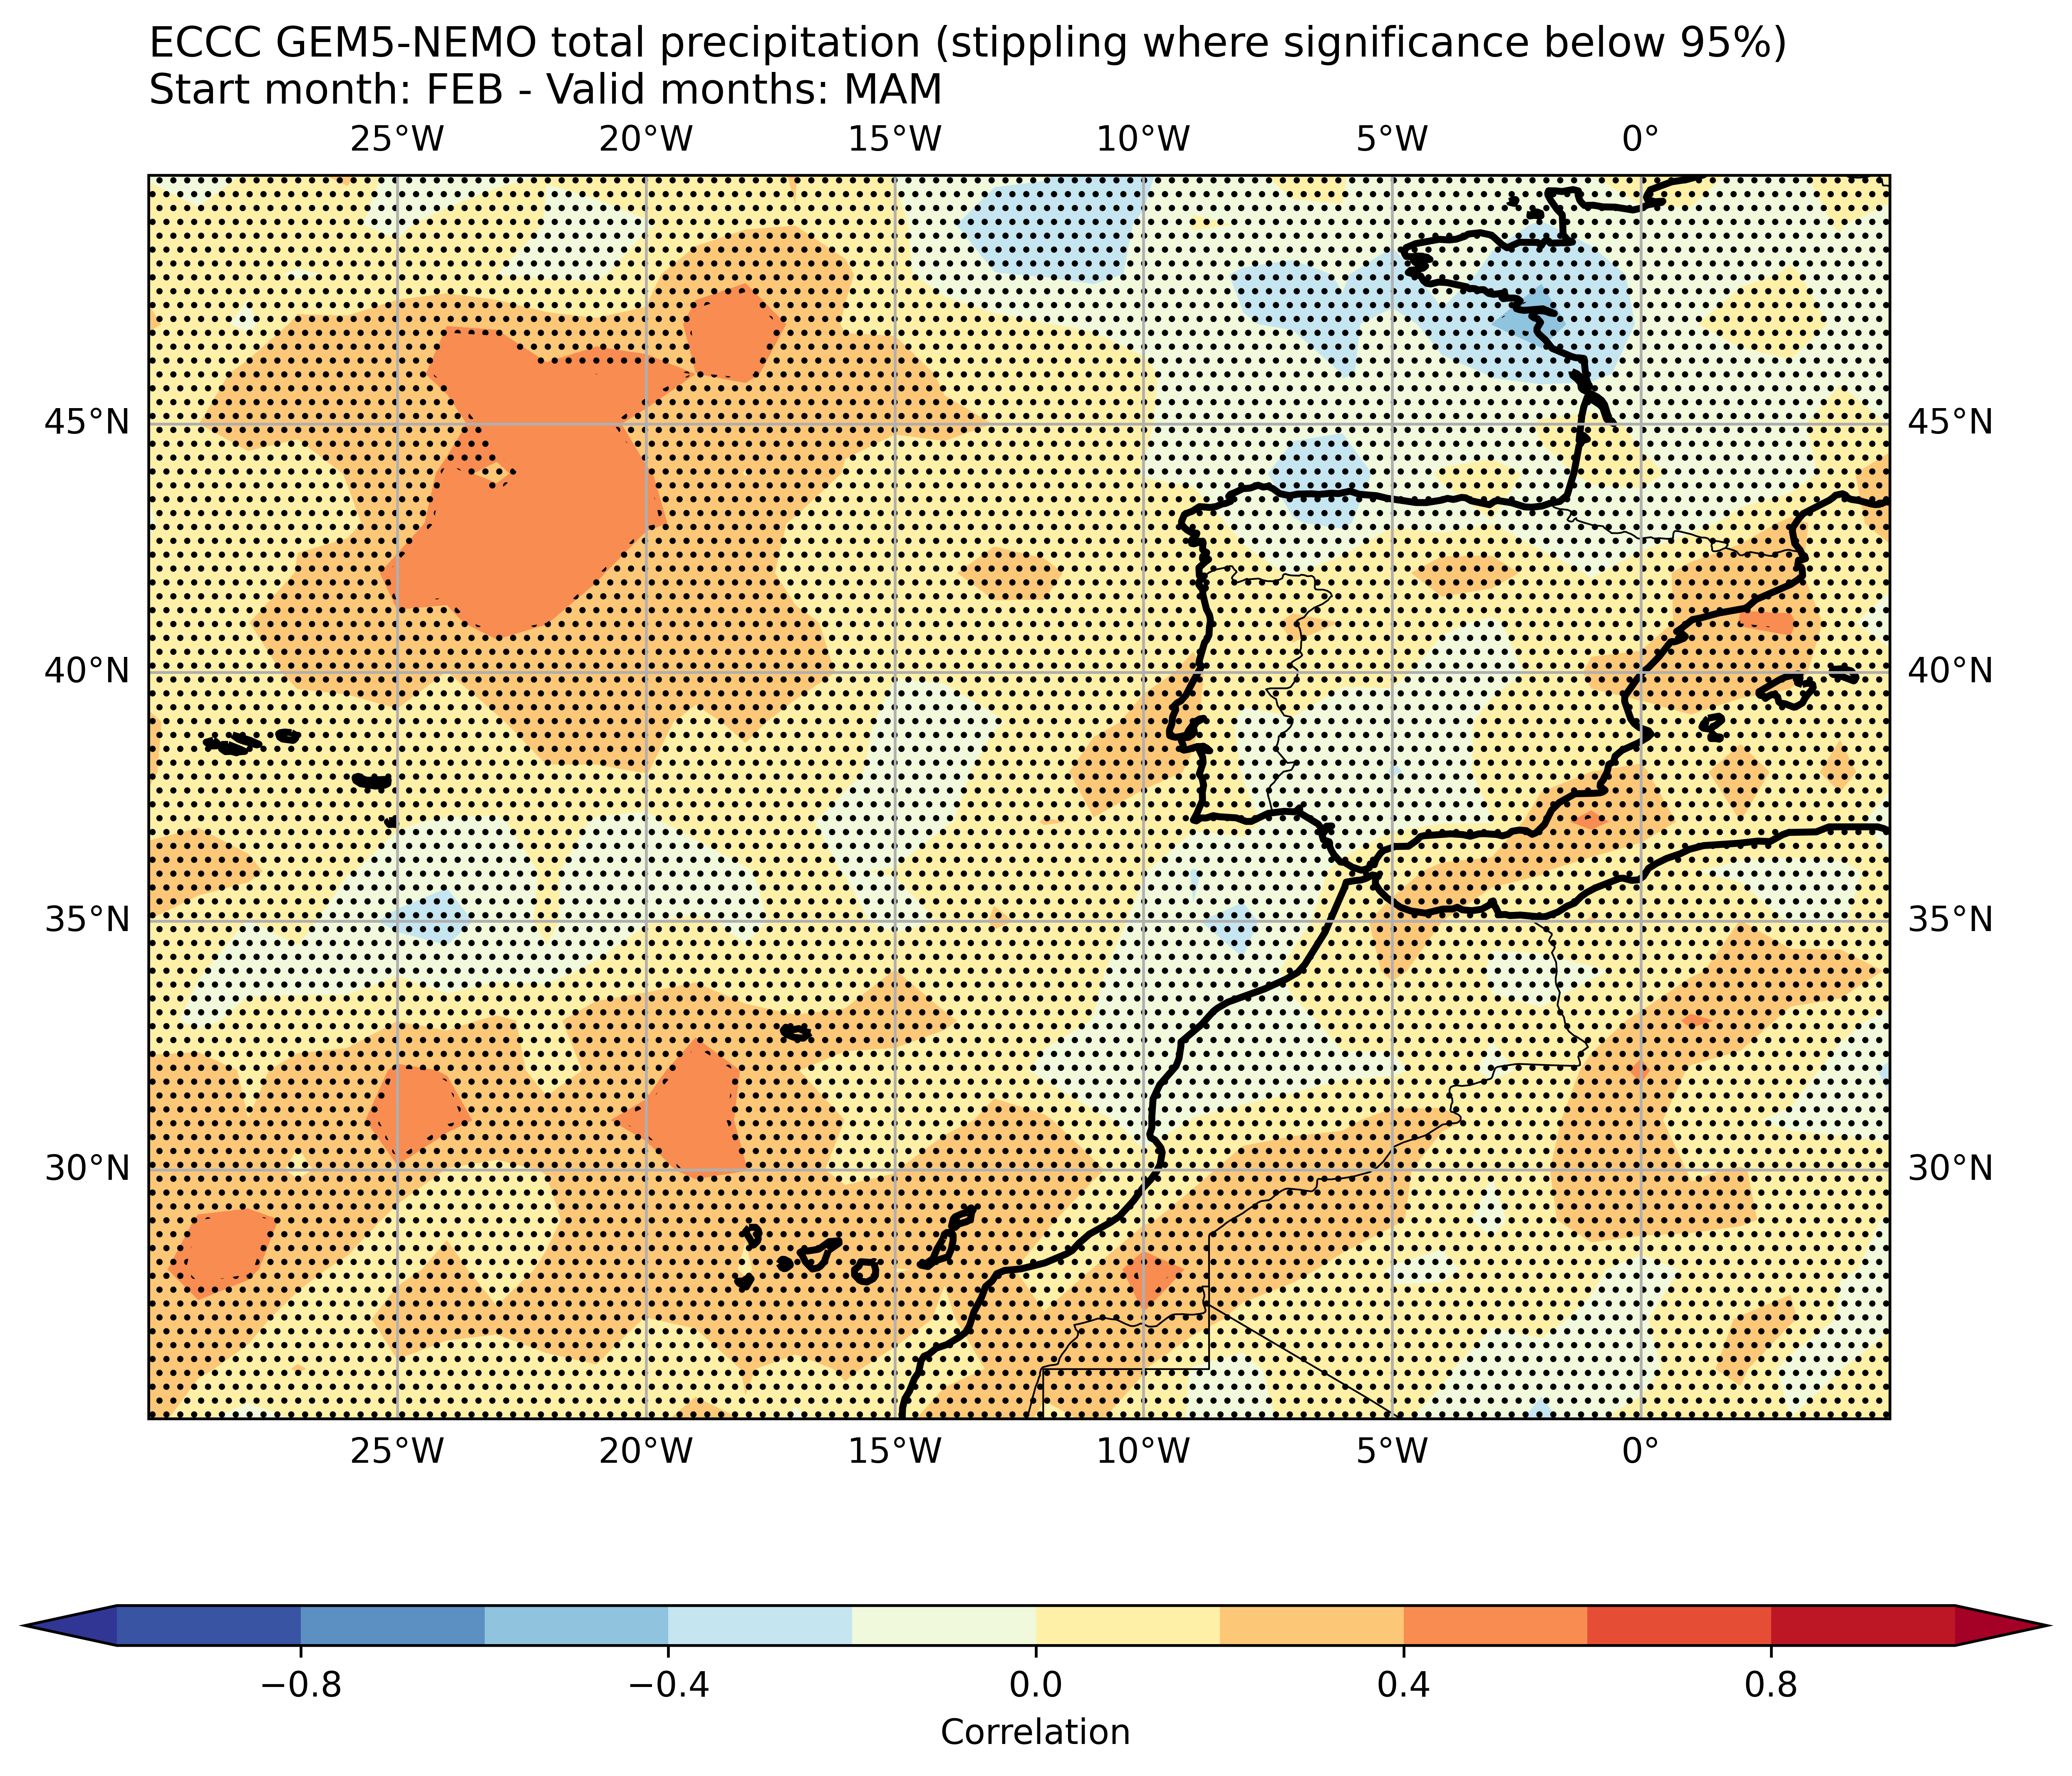 ECCC GEM5-NEMO total precipitation (stippling where significance below 95%)
Start month: FEB - Valid months: MAM
25°W 20°W 15°W 10°W 5°W 0°
45°N 45°N
40°N 40°N
35°N 35°N
30°N 30°N
25°W 20°W 15°W 10°W 5°W 0°
−0.8 −0.4 0.0 0.4 0.8
Correlation